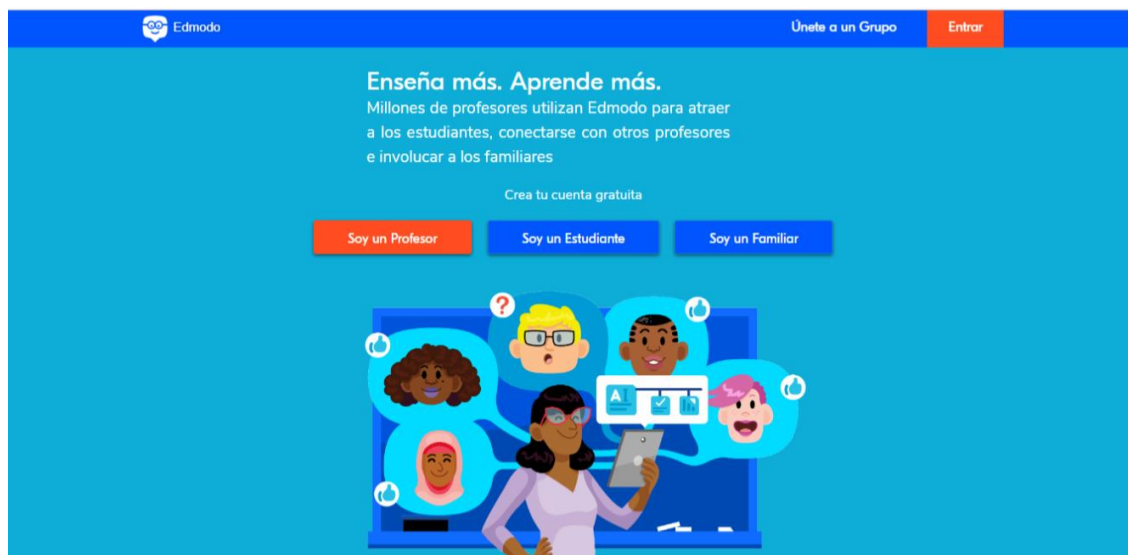 Edmodo
Únete a un Grupo
Entrar
Enseña más. Aprende más.
Millones de profesores utilizan Edmodo para atraer
a los estudiantes, conectarse con otros profesores
e involucar a los familiares
Crea tu cuenta gratuita
Soy un Profesor
Soy un Estudiante
Soy un Familiar
?
A